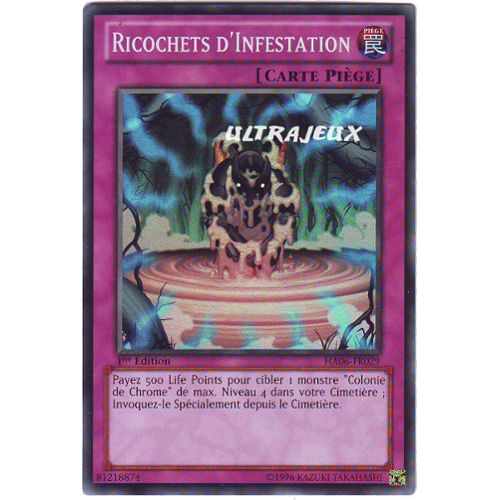 RICOCHETS D'INFESTATION
PIÈGE
罠
[CARTE PIÈGE]
ULTRAJEUX
1ère Édition
HA06-FR029
Payez 500 Life Points pour cibler 1 monstre "Colonie
de Chrome" de max. Niveau 4 dans votre Cimetière ;
Invoquez-le Spécialement depuis le Cimetière.
81218874
©1996 KAZUKI TAKAHASHI